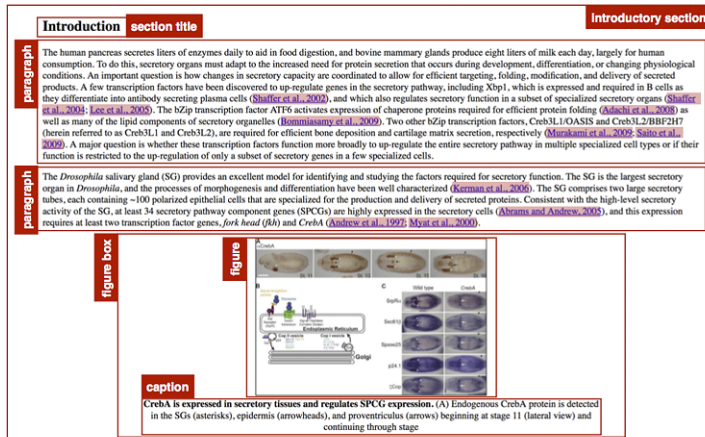 Introduction section title
Introductory section
paragraph
The human pancreas secretes liters of enzymes daily to aid in food digestion, and bovine mammary glands produce eight liters of milk each day, largely for human
consumption. To do this, secretory organs must adapt to the increased need for protein secretion that occurs during development, differentiation, or changing physiological
conditions. An important question is how changes in secretory capacity are coordinated to allow for efficient targeting, folding, modification, and delivery of secreted
products. A few transcription factors have been discovered to up-regulate genes in the secretory pathway, including Xbp1, which is expressed and required in B cells as
they differentiate into antibody secreting plasma cells (Shaffer et al., 2002), and which also regulates secretory function in a subset of specialized secretory organs (Shaffer
et al., 2004; Lee et al., 2005). The bZip transcription factor ATF6 activates expression of chaperone proteins required for efficient protein folding (Adachi et al., 2008) as
well as many of the lipid components of secretory organelles (Bommiasamy et al., 2009). Two other bZip transcription factors, Creb3L1/OASIS and Creb3L2/BBF2H7
(herein referred to as Creb3L1 and Creb3L2), are required for efficient bone deposition and cartilage matrix secretion, respectively (Murakami et al., 2009; Saito et al.,
2009). A major question is whether these transcription factors function more broadly to up-regulate the entire secretory pathway in multiple specialized cell types or if their
function is restricted to the up-regulation of only a subset of secretory genes in a few specialized cells.
paragraph
The Drosophila salivary gland (SG) provides an excellent model for identifying and studying the factors required for secretory function. The SG is the largest secretory
organ in Drosophila, and the processes of morphogenesis and differentiation have been well characterized (Kerman et al., 2006). The SG comprises two large secretory
tubes, each containing ~100 polarized epithelial cells that are specialized for the production and delivery of secreted proteins. Consistent with the high-level secretory
activity of the SG, at least 34 secretory pathway component genes (SPCGs) are highly expressed in the secretory cells (Abrams and Andrew, 2005), and this expression
requires at least two transcription factor genes, fork head (fkh) and CrebA (Andrew et al., 1997; Myat et al., 2000).
figure box
figure
A
αCrebA
B
Endoplasmic Reticulum
Cop II vesicle
Cop I vesicle
Golgi
C
Wild type CrebA
SrpRα
Sec61β
Spase25
p24.1
caption
CrebA is expressed in secretory tissues and regulates SPCG expression. (A) Endogenous CrebA protein is detected
in the SGs (asterisks), epidermis (arrowheads), and proventriculus (arrows) beginning at stage 11 (lateral view) and
continuing through stage